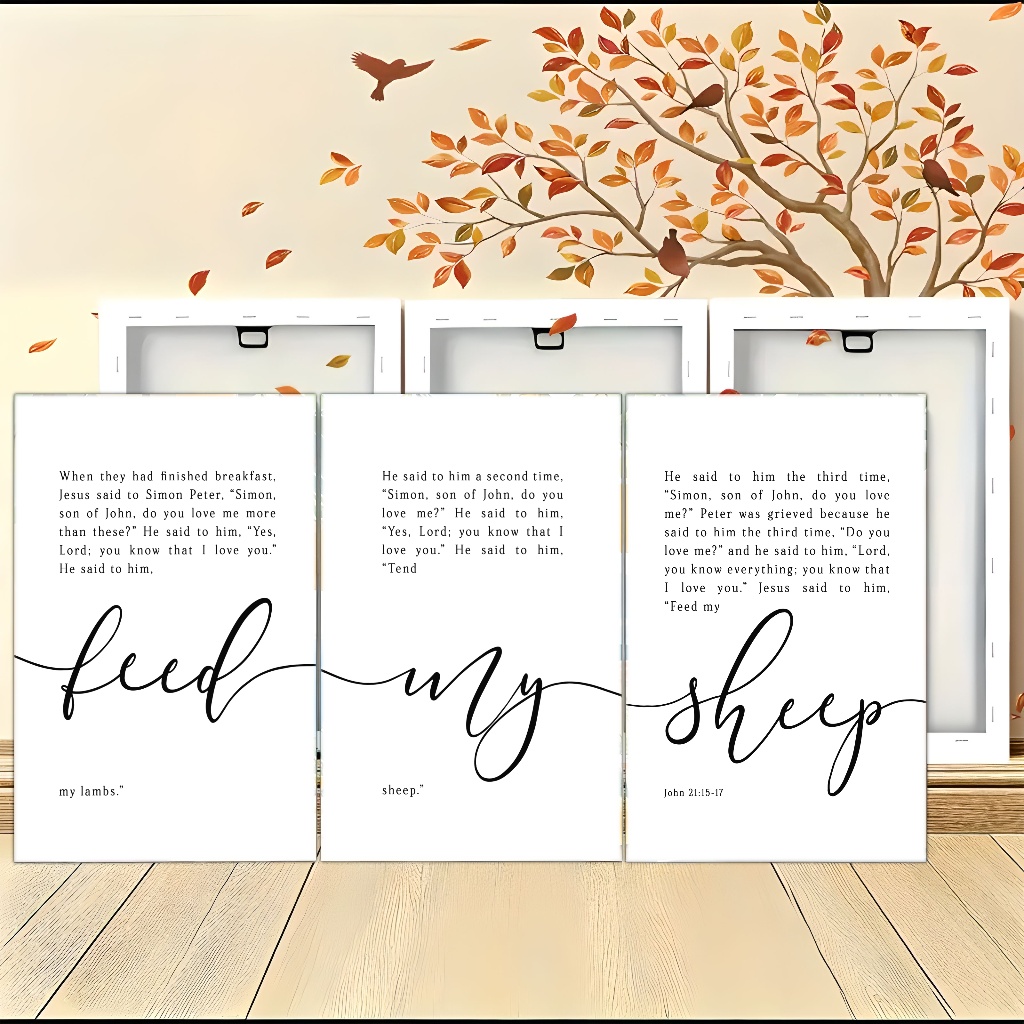 When they had finished breakfast,
Jesus said to Simon Peter, “Simon,
son of John, do you love me more
than these?” He said to him, “Yes,
Lord; you know that I love you.”
He said to him,
feed
my lambs.”
He said to him a second time,
“Simon, son of John, do you
love me?” He said to him,
“Yes, Lord; you know that I
love you.” He said to him,
“Tend
my
sheep.”
He said to him the third time,
“Simon, son of John, do you love
me?” Peter was grieved because he
said to him the third time, “Do you
love me?” and he said to him, “Lord,
you know everything; you know that
I love you.” Jesus said to him,
“Feed my
sheep
John 21:15-17